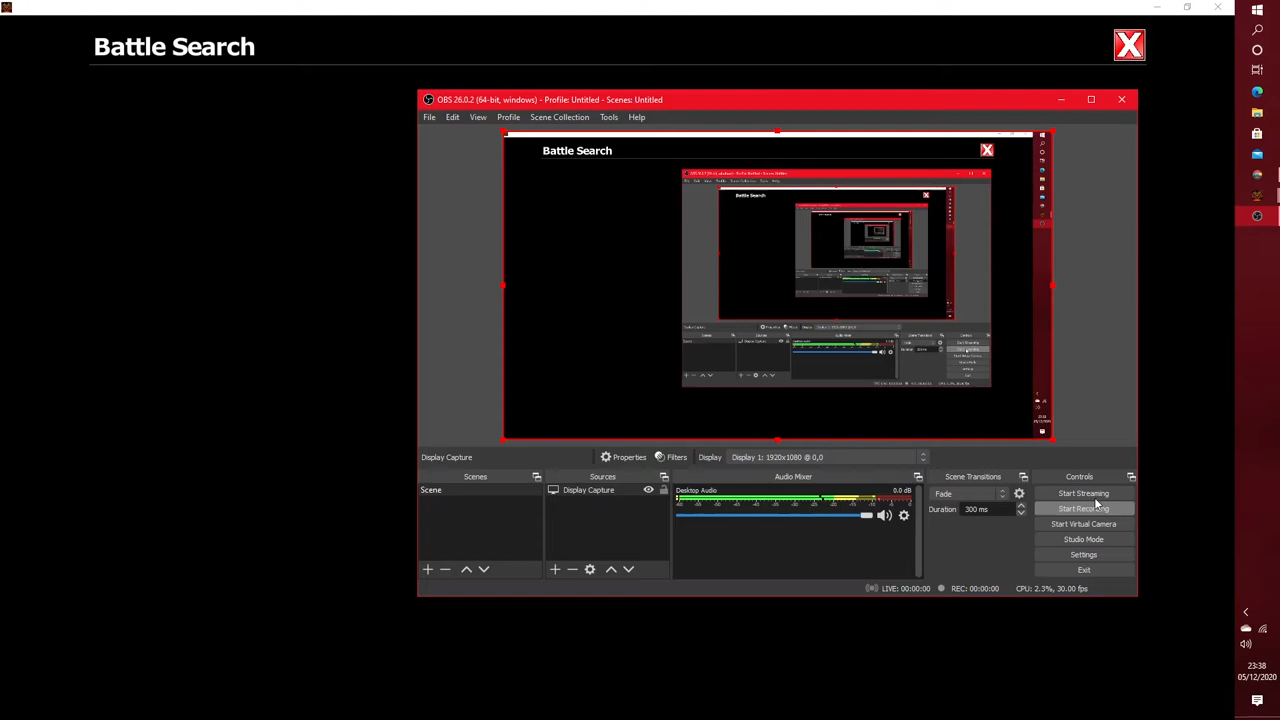 Battle Search
X
OBS 26.0.2 (64-bit, windows) - Profile: Untitled - Scenes: Untitled
File Edit View Profile Scene Collection Tools Help
Battle Search
X
Battle Search
Display Capture Properties Filters Display Display 1: 1920x1080 @ 0,0
Scenes Sources Audio Mixer Scene Transitions Controls
Scene
Display Capture
Desktop Audio 0.0 dB
Fade
Duration 300 ms
Start Streaming
Start Recording
Start Virtual Camera
Studio Mode
Settings
Exit
LIVE: 00:00:00 REC: 00:00:00 CPU: 2.3%, 30.00 fps
23:38
05/12/2020